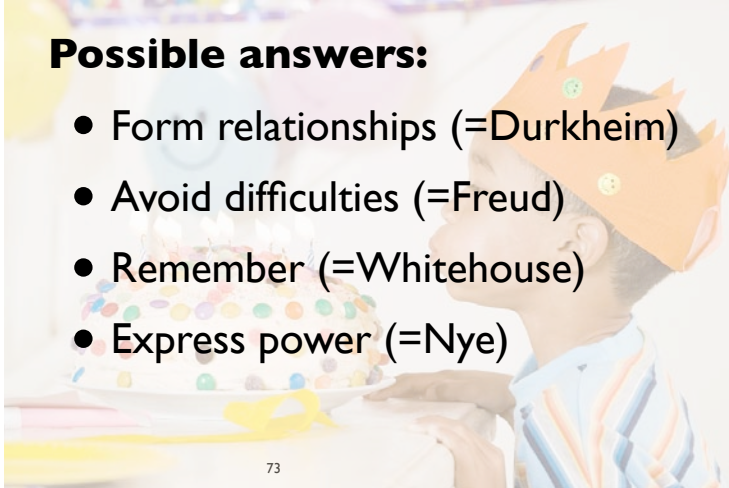 Possible answers:
• Form relationships (=Durkheim)
• Avoid difficulties (=Freud)
• Remember (=Whitehouse)
• Express power (=Nye)
73